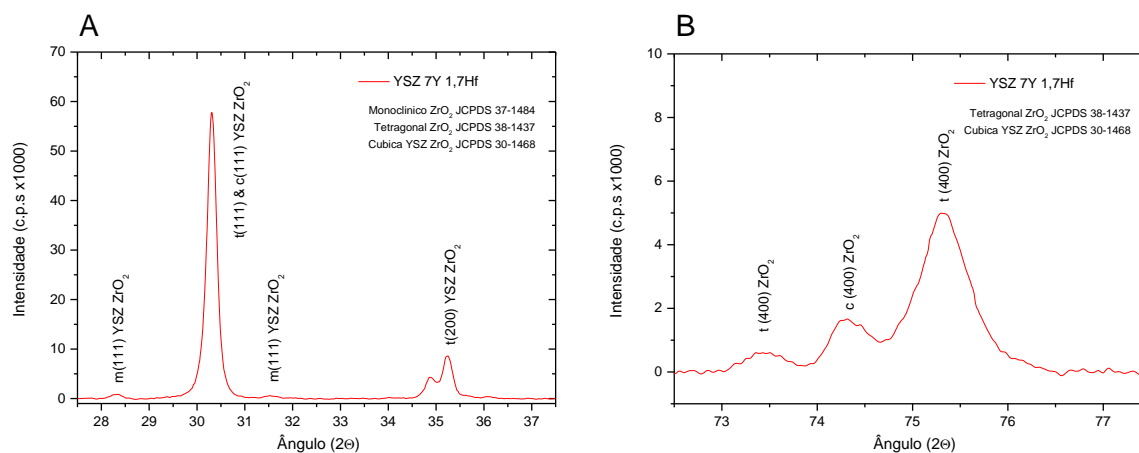 A
70
60
50
40
30
20
10
0
28 29 30 31 32 33 34 35 36 37
Intensidade (c.p.s x1000)
Ângulo (2Θ)
YSZ 7Y 1,7Hf
Monoclinico ZrO₂ JCPDS 37-1484
Tetragonal ZrO₂ JCPDS 38-1437
Cubica YSZ ZrO₂ JCPDS 30-1468
m(111) YSZ ZrO₂
t(111) & c(111) YSZ ZrO₂
m(111) YSZ ZrO₂
t(200) YSZ ZrO₂
B
10
8
6
4
2
0
73 74 75 76 77
Intensidade (c.p.s x1000)
Ângulo (2Θ)
YSZ 7Y 1,7Hf
Tetragonal ZrO₂ JCPDS 38-1437
Cubica YSZ ZrO₂ JCPDS 30-1468
t (400) ZrO₂
c (400) ZrO₂
t (400) ZrO₂